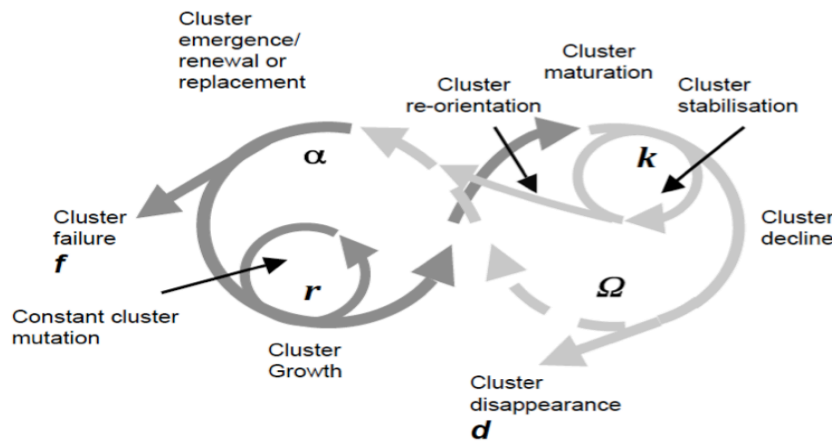 Cluster
emergence/
renewal or
replacement
α
Cluster
failure
f
Constant cluster
mutation
r
Cluster
Growth
Cluster
re-orientation
Cluster
maturation
Cluster
stabilisation
k
Cluster
decline
Ω
Cluster
disappearance
d